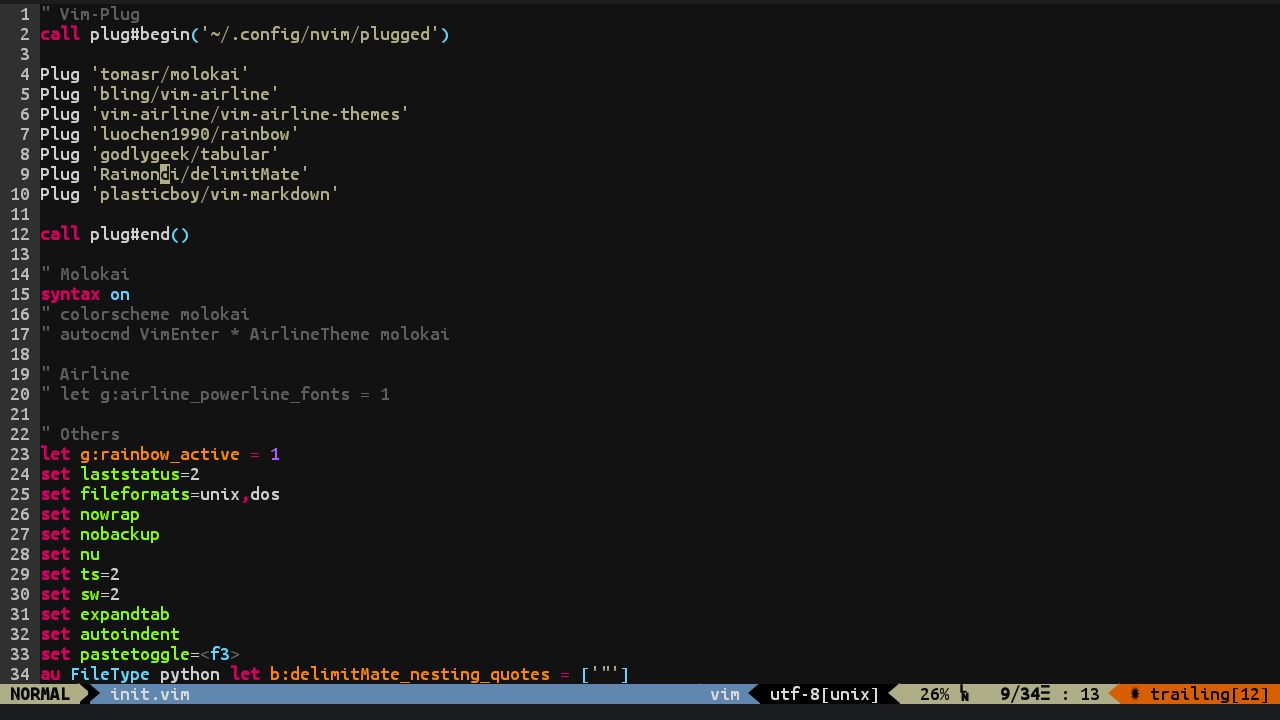 1 " Vim-Plug
2 call plug#begin('~/.config/nvim/plugged')
3
4 Plug 'tomasr/molokai'
5 Plug 'bling/vim-airline'
6 Plug 'vim-airline/vim-airline-themes'
7 Plug 'luochen1990/rainbow'
8 Plug 'godlygeek/tabular'
9 Plug 'Raimondi/delimitMate'
10 Plug 'plasticboy/vim-markdown'
11
12 call plug#end()
13
14 " Molokai
15 syntax on
16 " colorscheme molokai
17 " autocmd VimEnter * AirlineTheme molokai
18
19 " Airline
20 " let g:airline_powerline_fonts = 1
21
22 " Others
23 let g:rainbow_active = 1
24 set laststatus=2
25 set fileformats=unix,dos
26 set nowrap
27 set nobackup
28 set nu
29 set ts=2
30 set sw=2
31 set expandtab
32 set autoindent
33 set pastetoggle=<f3>
34 au FileType python let b:delimitMate_nesting_quotes = ['"']
NORMAL init.vim vim utf-8[unix] 26% 9/34☰ : 13 trailing[12]